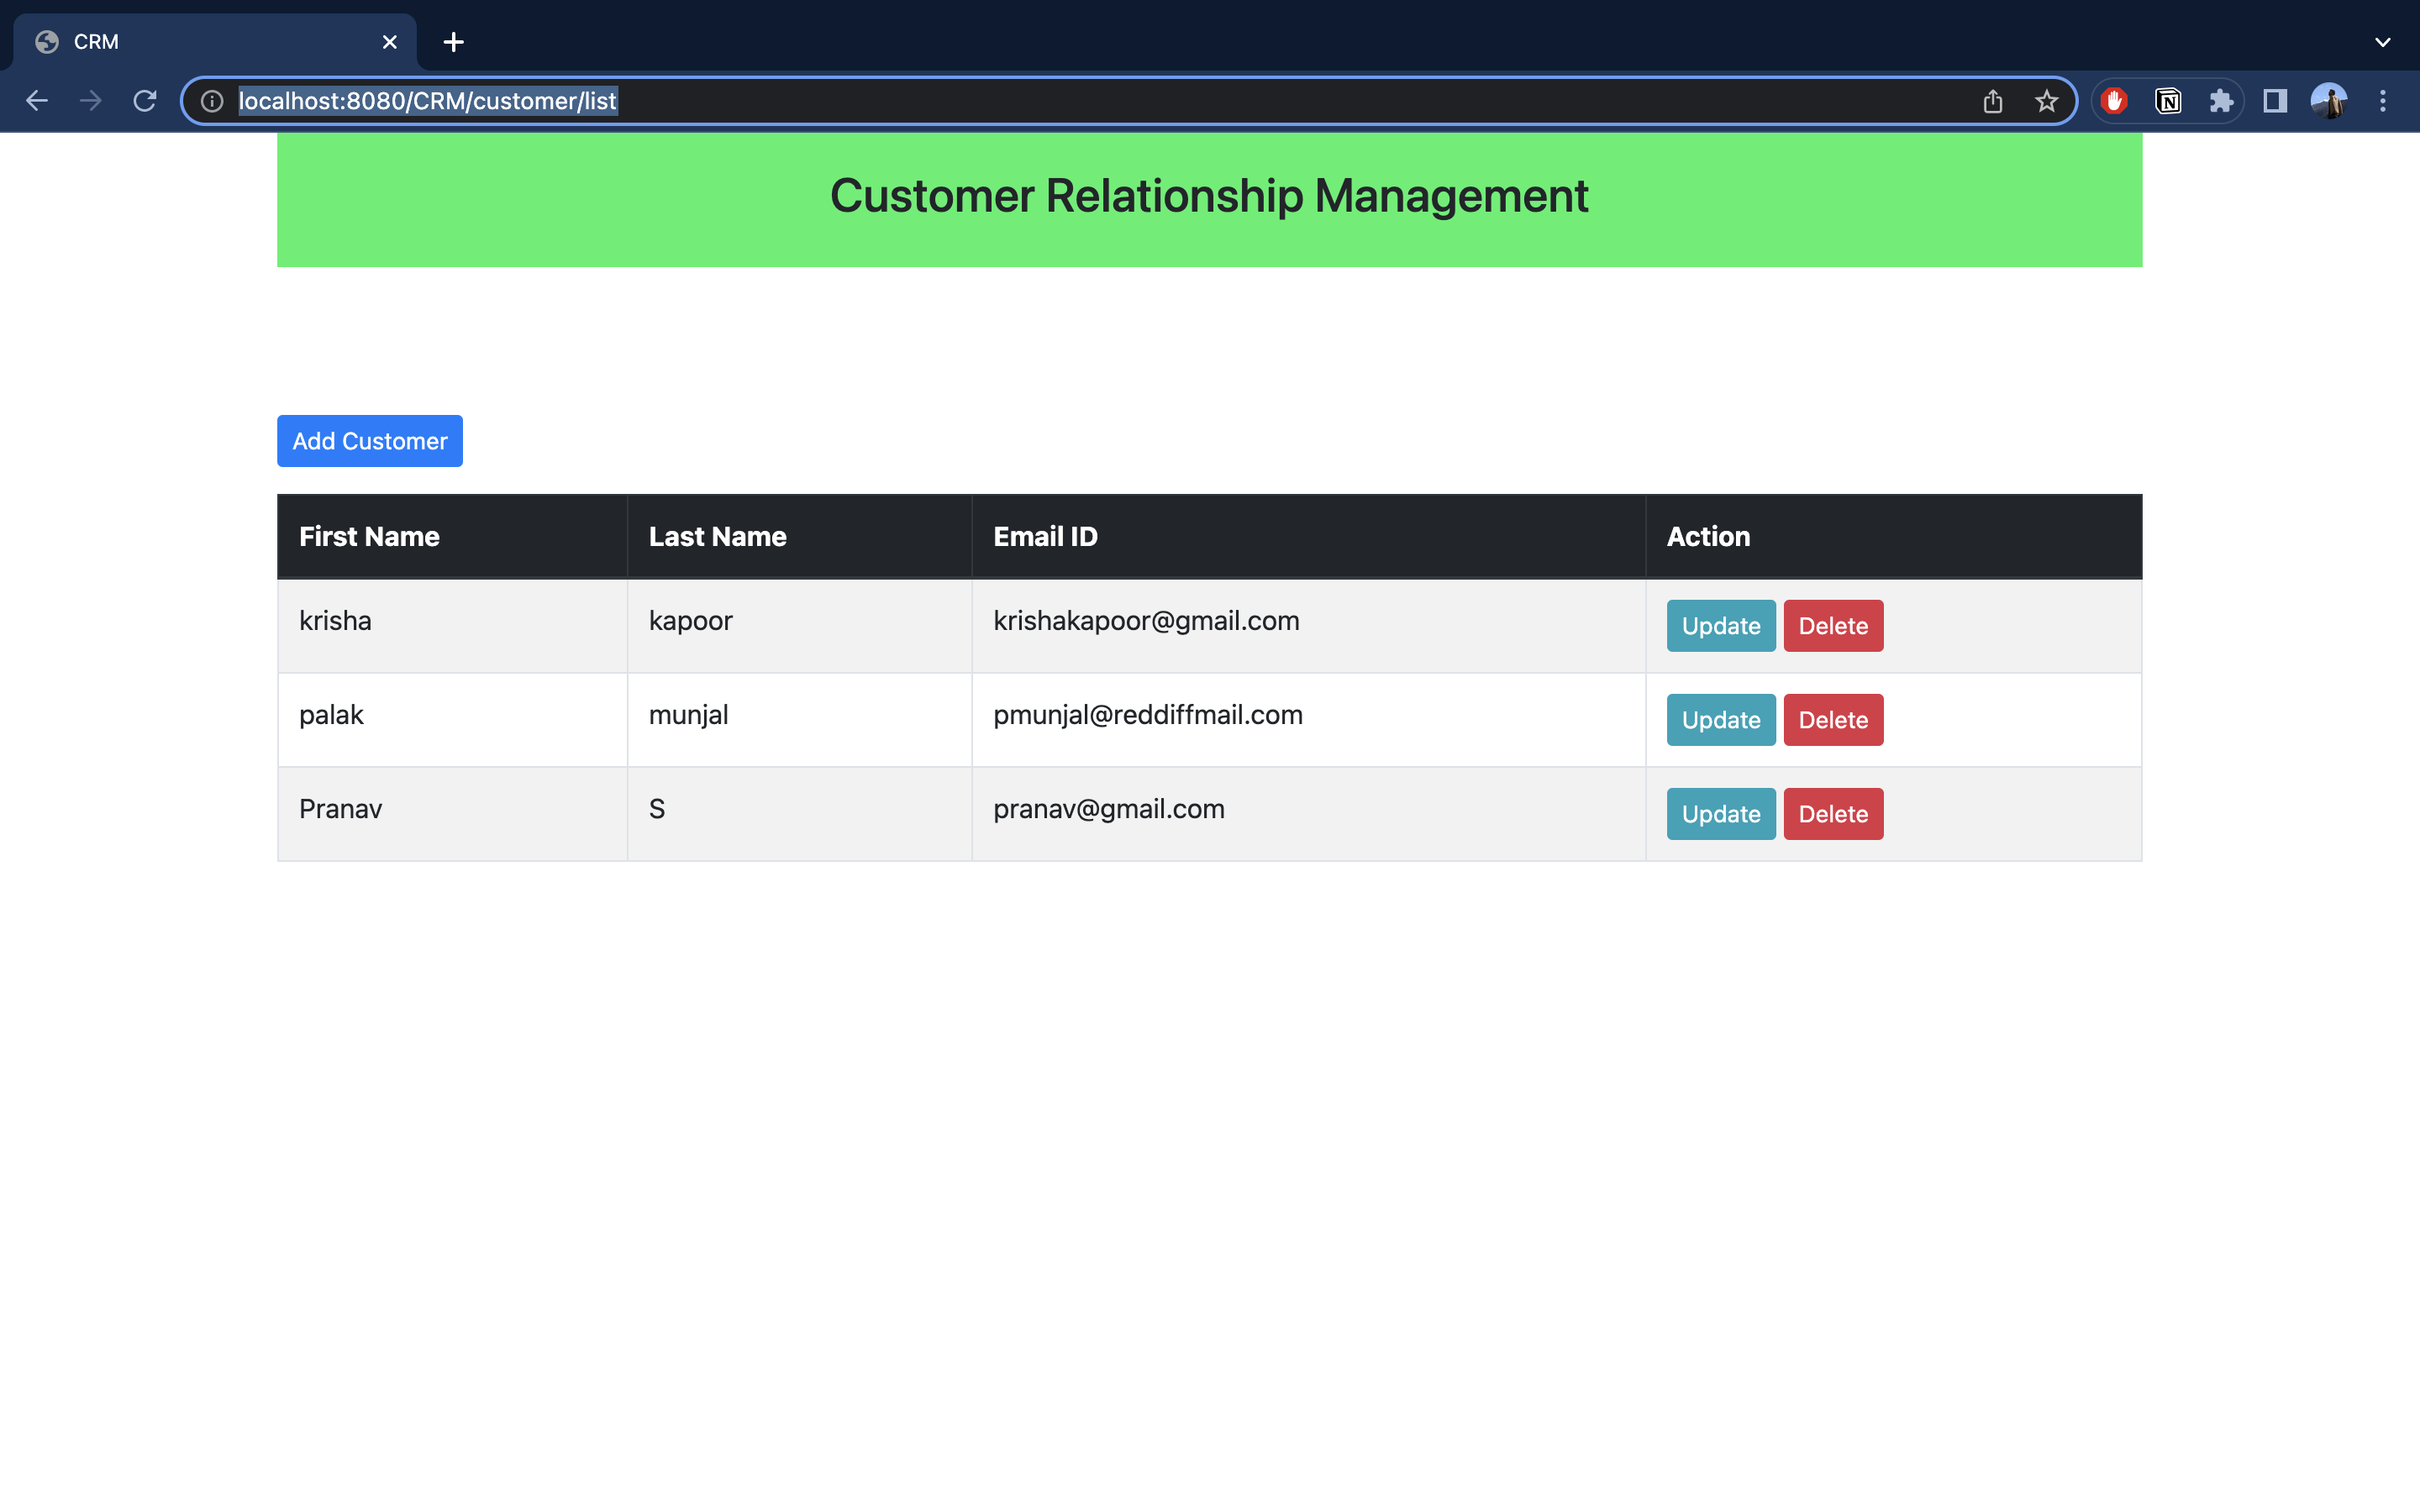 CRM
localhost:8080/CRM/customer/list
Customer Relationship Management
Add Customer
First Name Last Name Email ID Action
krisha kapoor krishakapoor@gmail.com Update Delete
palak munjal pmunjal@reddiffmail.com Update Delete
Pranav S pranav@gmail.com Update Delete